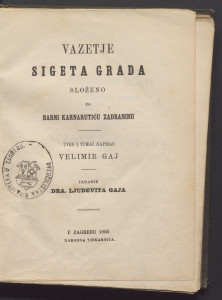 VAZETJE
SIGETA GRADA
SLOŽENO
PO
BARNI KARNARUTIĆU ZADRANINU
UVOD I TUMAČ NAPISAO
VELIMIR GAJ
IZDANJE
DRA. LJUDEVITA GAJA
U ZAGREBU 1866
NARODNA TISKARNICA.